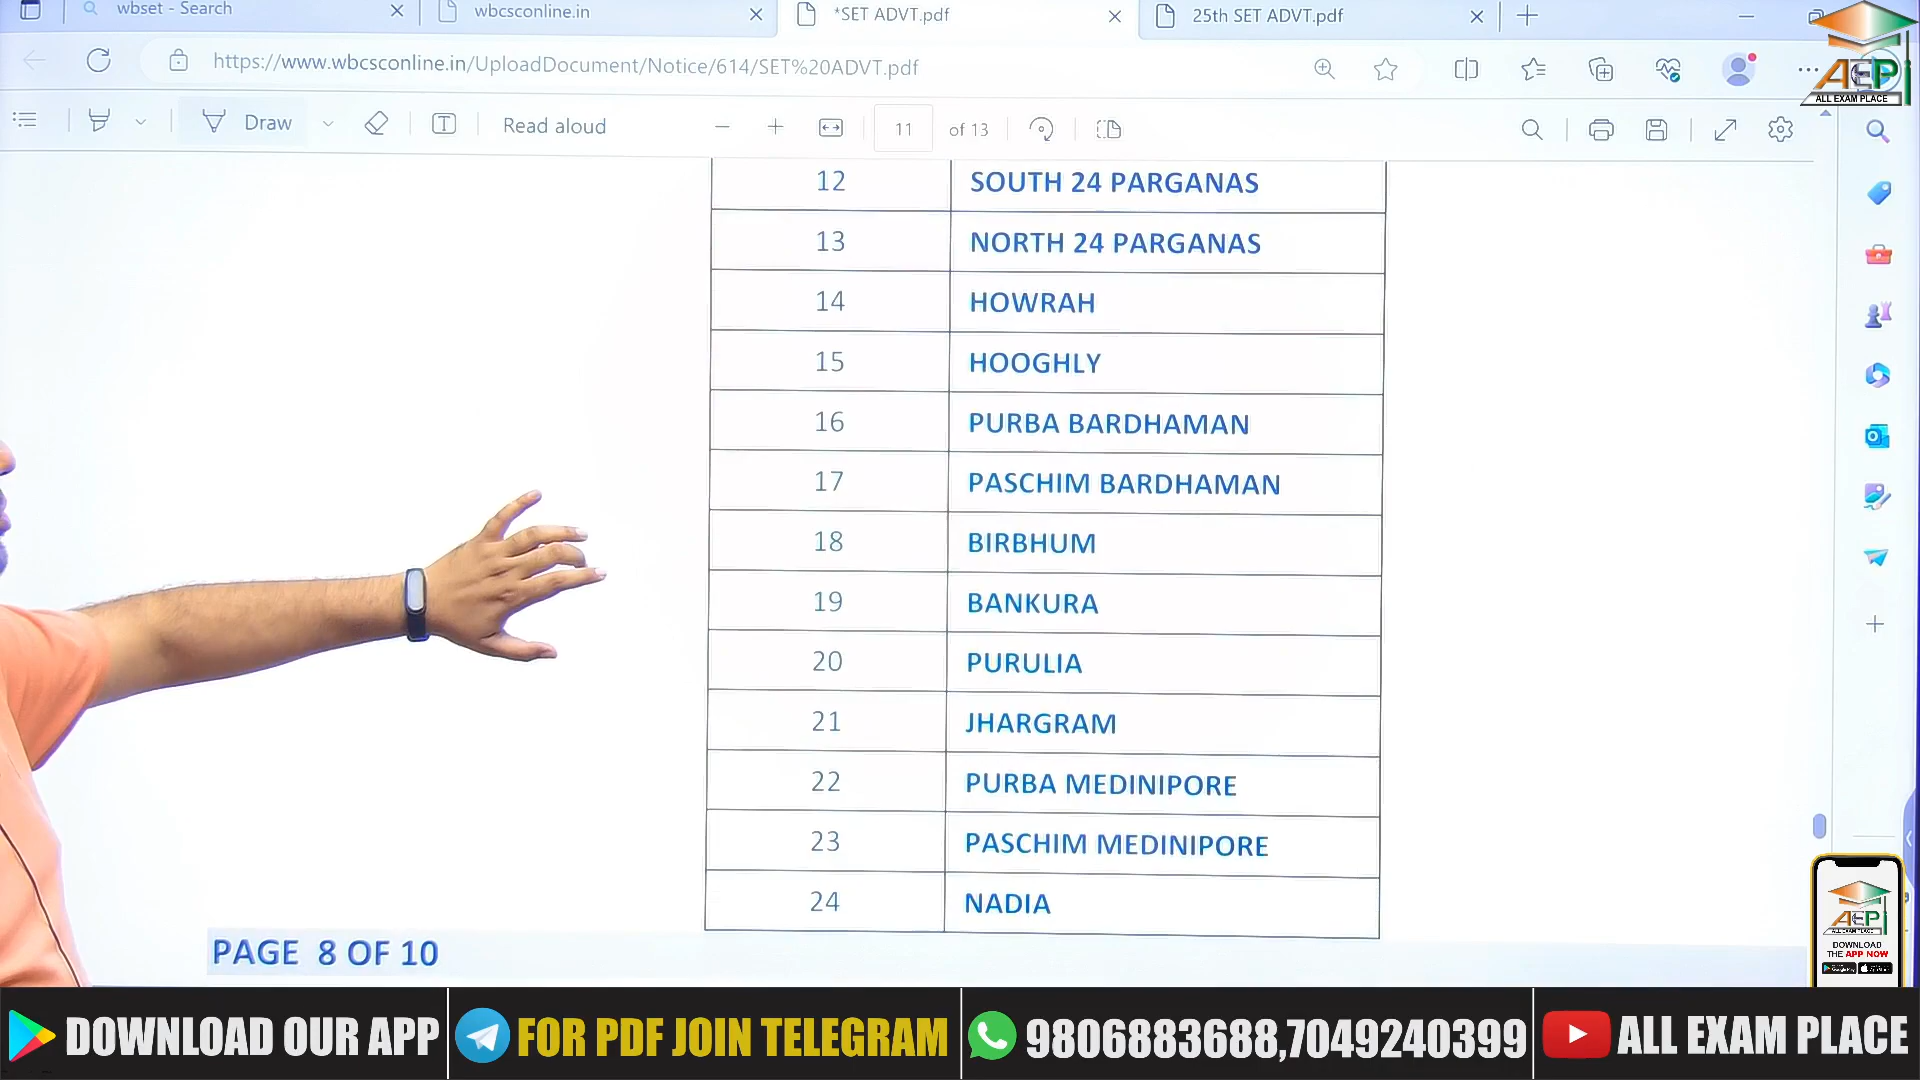 wbset - Search
wbcsconline.in
*SET ADVT.pdf
25th SET ADVT.pdf
https://www.wbcsconline.in/UploadDocument/Notice/614/SET%20ADVT.pdf
Draw
Read aloud
11 of 13
12 SOUTH 24 PARGANAS
13 NORTH 24 PARGANAS
14 HOWRAH
15 HOOGHLY
16 PURBA BARDHAMAN
17 PASCHIM BARDHAMAN
18 BIRBHUM
19 BANKURA
20 PURULIA
21 JHARGRAM
22 PURBA MEDINIPORE
23 PASCHIM MEDINIPORE
24 NADIA
PAGE 8 OF 10
AEP
ALL EXAM PLACE
AEP
ALL EXAM PLACE
DOWNLOAD
THE APP NOW
DOWNLOAD OUR APP
FOR PDF JOIN TELEGRAM
9806883688,7049240399
ALL EXAM PLACE